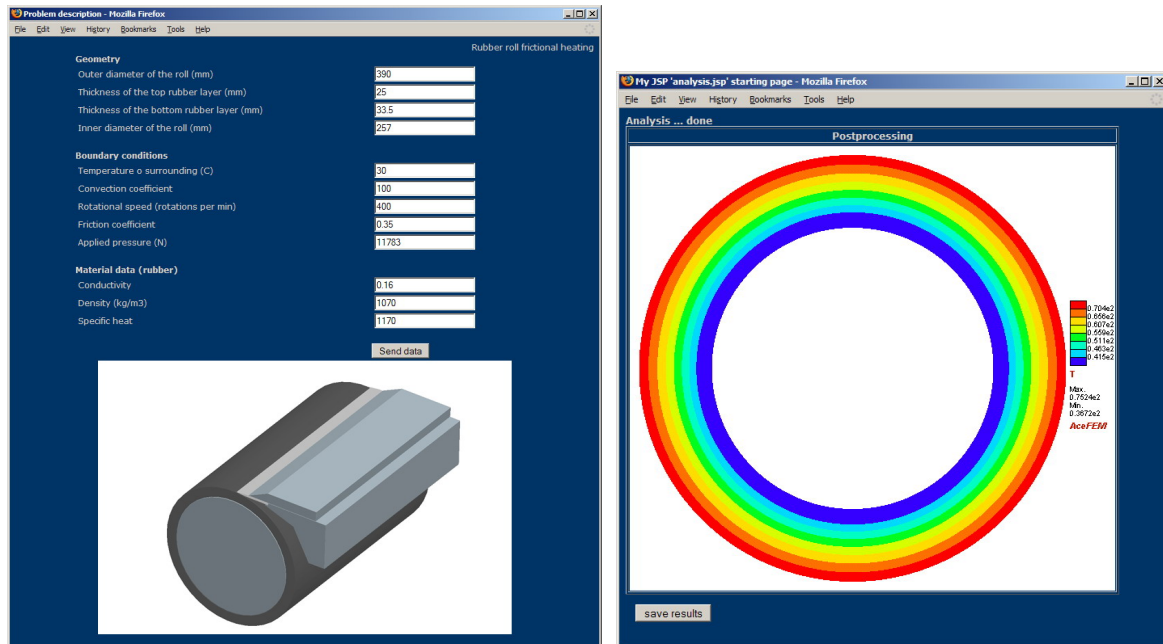 Problem description - Mozilla Firefox
File Edit View History Bookmarks Tools Help
Rubber roll frictional heating
Geometry
Outer diameter of the roll (mm) 390
Thickness of the top rubber layer (mm) 25
Thickness of the bottom rubber layer (mm) 33.5
Inner diameter of the roll (mm) 257
Boundary conditions
Temperature o surrounding (C) 30
Convection coefficient 100
Rotational speed (rotations per min) 400
Friction coefficient 0.35
Applied pressure (N) 11783
Material data (rubber)
Conductivity 0.16
Density (kg/m3) 1070
Specific heat 1170
Send data
My JSP 'analysis.jsp' starting page - Mozilla Firefox
File Edit View History Bookmarks Tools Help
Analysis ... done
Postprocessing
0.704e2
0.656e2
0.607e2
0.559e2
0.511e2
0.463e2
0.415e2
T
Max.
0.7524e2
Min.
0.3672e2
AceFEM
save results